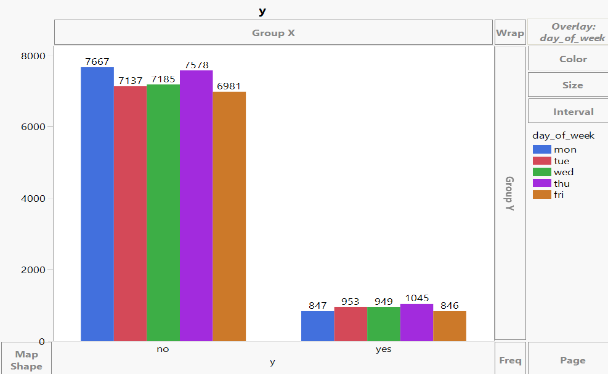 y
Group X
Wrap
Overlay:
day_of_week
Color
Size
Interval
day_of_week
mon
tue
wed
thu
fri
8000
6000
4000
2000
0
7667
7137
7185
7578
6981
847
953
949
1045
846
Group Y
no
yes
y
Map
Shape
Freq
Page